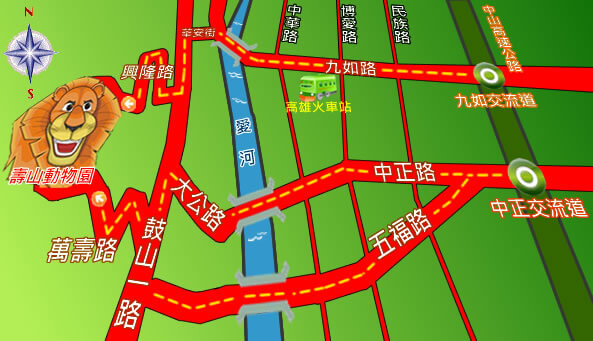 N
S
華安街
中華路
博愛路
民族路
中山高速公路
興隆路
九如路
高雄火車站
九如交流道
愛河
壽山動物園
大公路
中正路
中正交流道
萬壽路
鼓山一路
五福路